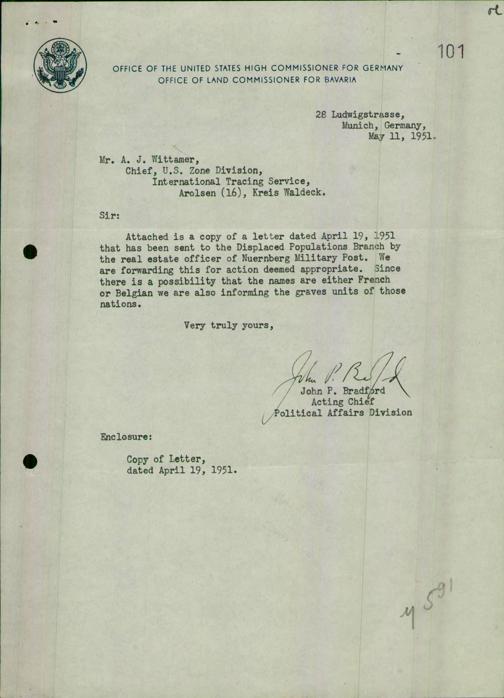 101
OFFICE OF THE UNITED STATES HIGH COMMISSIONER FOR GERMANY
OFFICE OF LAND COMMISSIONER FOR BAVARIA
28 Ludwigstrasse,
Munich, Germany,
May 11, 1951.
Mr. A. J. Wittamer,
Chief, U.S. Zone Division,
International Tracing Service,
Arolsen (16), Kreis Waldeck.
Sir:
Attached is a copy of a letter dated April 19, 1951
that has been sent to the Displaced Populations Branch by
the real estate officer of Nuernberg Military Post. We
are forwarding this for action deemed appropriate. Since
there is a possibility that the names are either French
or Belgian we are also informing the graves units of those
nations.
Very truly yours,
John P. Bradford
John P. Bradford
Acting Chief
Political Affairs Division
Enclosure:
Copy of Letter,
dated April 19, 1951.